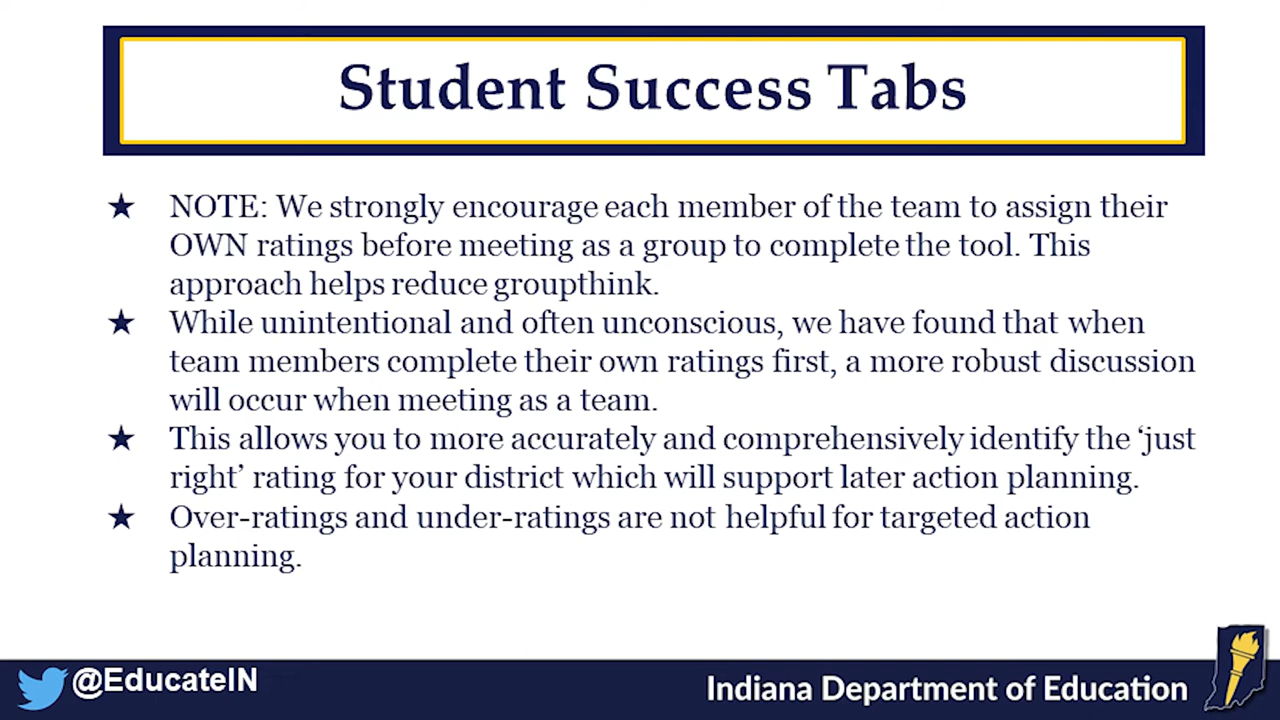 Student Success Tabs
NOTE: We strongly encourage each member of the team to assign their
OWN ratings before meeting as a group to complete the tool. This
approach helps reduce groupthink.
While unintentional and often unconscious, we have found that when
team members complete their own ratings first, a more robust discussion
will occur when meeting as a team.
This allows you to more accurately and comprehensively identify the ‘just
right’ rating for your district which will support later action planning.
Over-ratings and under-ratings are not helpful for targeted action
planning.
@EducateIN
Indiana Department of Education